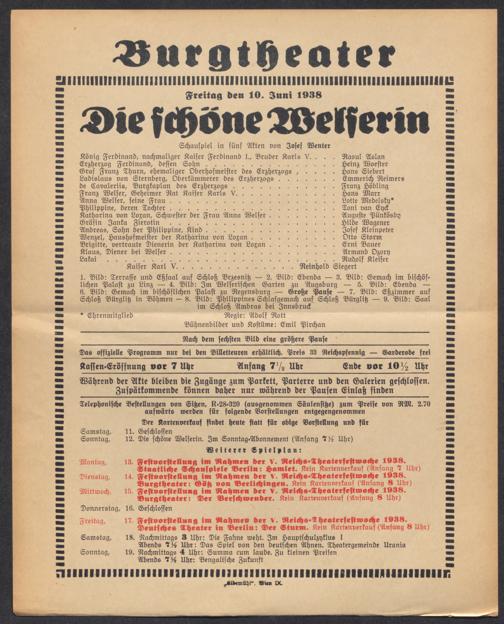 Burgtheater
Freitag den 10. Juni 1938
Die schöne Welserin
Schauspiel in fünf Akten von Josef Wenter
König Ferdinand, nachmaliger Kaiser Ferdinand I., Bruder Karls V. . . . Raoul Aslan
Erzherzog Ferdinand, dessen Sohn . . . Heinz Woester
Graf Franz Thurn, ehemaliger Oberhofmeister des Erzherzogs . . . Hans Siebert
Ladislaus von Sternberg, Oberkämmerer des Erzherzogs . . . Emmerich Reimers
de Cavalerijs, Burgkaplan des Erzherzogs . . . Franz Höbling
Franz Welser, Geheimer Rat Kaiser Karls V. . . . Hans Marr
Anna Welser, seine Frau . . . Lotte Medelsky*
Philippine, deren Tochter . . . Toni van Eyck
Katharina von Loxan, Schwester der Frau Anna Welser . . . Auguste Pünkösdy
Gräfin Janka Fierotin . . . Hilde Wagener
Andreas, Sohn der Philippine, Kind . . . Josef Kleinpeter
Wenzel, Haushofmeister der Katharina von Loxan . . . Otto Storm
Brigitte, vertraute Dienerin der Katharina von Loxan . . . Erni Bauer
Klaus, Diener bei Welser . . . Armand Ozory
Lakai . . . Rudolf Kleifer
Kaiser Karl V. . . . Reinhold Siegert
1. Bild: Terrasse und Eßsaal auf Schloß Bresnitz — 2. Bild: Ebenda — 3. Bild: Gemach im bischöf-
lichen Palast zu Linz — 4. Bild: Im Welserischen Garten zu Augsburg — 5. Bild: Ebenda —
6. Bild: Gemach im bischöflichen Palast zu Regensburg — Große Pause — 7. Bild: Eßzimmer auf
Schloß Bürglitz in Böhmen — 8. Bild: Philippines Schlafgemach auf Schloß Bürglitz — 9. Bild: Saal
im Schloß Ambras bei Innsbruck
* Ehrenmitglied Regie: Adolf Rott
Bühnenbilder und Kostüme: Emil Pirchan
Nach dem sechsten Bild eine größere Pause
Das offizielle Programm nur bei den Billetteuren erhältlich. Preis 33 Reichspfennig — Garderobe frei
Kassen-Eröffnung vor 7 Uhr Anfang 7½ Uhr Ende vor 10½ Uhr
Während der Akte bleiben die Zugänge zum Parkett, Parterre und den Galerien geschlossen.
Zuspätkommende können daher nur während der Pausen Einlaß finden
Telephonische Bestellungen von Sitzen, R-28-320 (ausgenommen Säulensitze) zum Preise von RM. 2.70
aufwärts werden für folgende Vorstellungen entgegengenommen
Der Kartenverkauf findet heute statt für obige Vorstellung und für
Samstag. 11. Geschlossen
Sonntag. 12. Die schöne Welserin. Im Sonntag-Abonnement (Anfang 7½ Uhr)
Weiterer Spielplan:
Montag. 13. Festvorstellung im Rahmen der V. Reichs-Theaterfestwoche 1938.
Staatliche Schauspiele Berlin: Hamlet. Kein Kartenverkauf (Anfang 7 Uhr)
Dienstag. 14. Festvorstellung im Rahmen der V. Reichs-Theaterfestwoche 1938.
Burgtheater: Götz von Berlichingen. Kein Kartenverkauf (Anfang 8 Uhr)
Mittwoch. 15. Festvorstellung im Rahmen der V. Reichs-Theaterfestwoche 1938.
Burgtheater: Der Verschwender. Kein Kartenverkauf (Anfang 8 Uhr)
Donnerstag. 16. Geschlossen
Freitag. 17. Festvorstellung im Rahmen der V. Reichs-Theaterfestwoche 1938.
Deutsches Theater in Berlin: Der Sturm. Kein Kartenverkauf (Anfang 8 Uhr)
Samstag. 18. Nachmittags 3 Uhr: Die Fahne weht. Im Hauptschulzyklus I
Abends 7½ Uhr: Das Spiel von den deutschen Ahnen. Theatergemeinde Urania
Sonntag. 19. Nachmittags 4 Uhr: Summa cum laude. Zu kleinen Preisen
Abends 7½ Uhr: Bengalische Zukunft
„Elbemühl“, Wien IX.